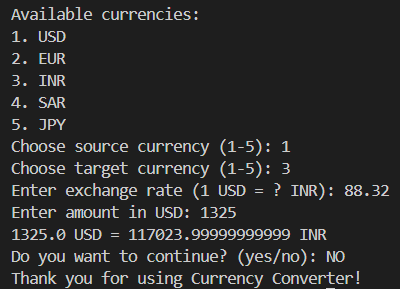 Available currencies:
1. USD
2. EUR
3. INR
4. SAR
5. JPY
Choose source currency (1-5): 1
Choose target currency (1-5): 3
Enter exchange rate (1 USD = ? INR): 88.32
Enter amount in USD: 1325
1325.0 USD = 117023.99999999999 INR
Do you want to continue? (yes/no): NO
Thank you for using Currency Converter!